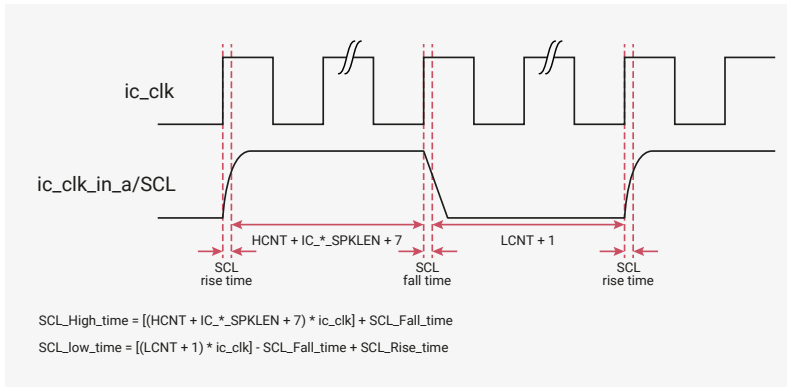 ic_clk
ic_clk_in_a/SCL
HCNT + IC_*_SPKLEN + 7
LCNT + 1
SCL
rise time
SCL
fall time
SCL
rise time
SCL_High_time = [(HCNT + IC_*_SPKLEN + 7) * ic_clk] + SCL_Fall_time
SCL_low_time = [(LCNT + 1) * ic_clk] - SCL_Fall_time + SCL_Rise_time